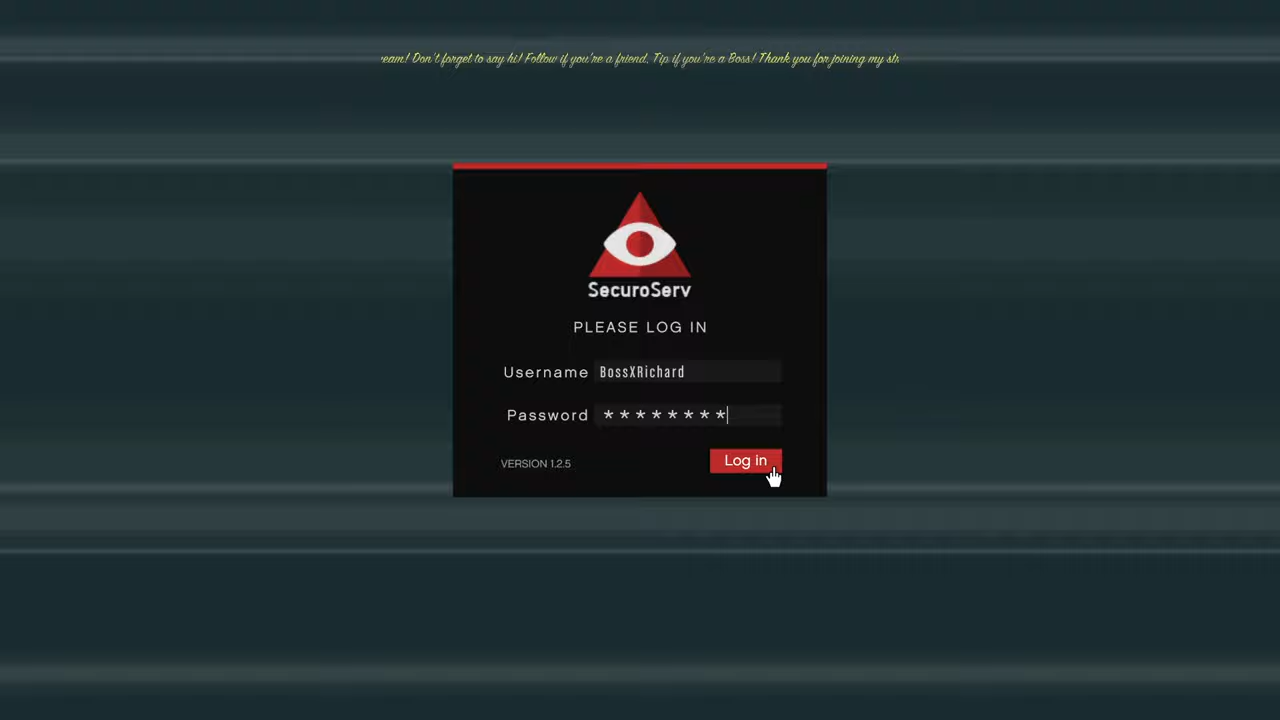 eam! Don't forget to say hi! Follow if you're a friend, Tip if you're a Boss! Thank you for joining my str
SecuroServ
PLEASE LOG IN
Username BossXRichard
Password ********
VERSION 1.2.5 Log in